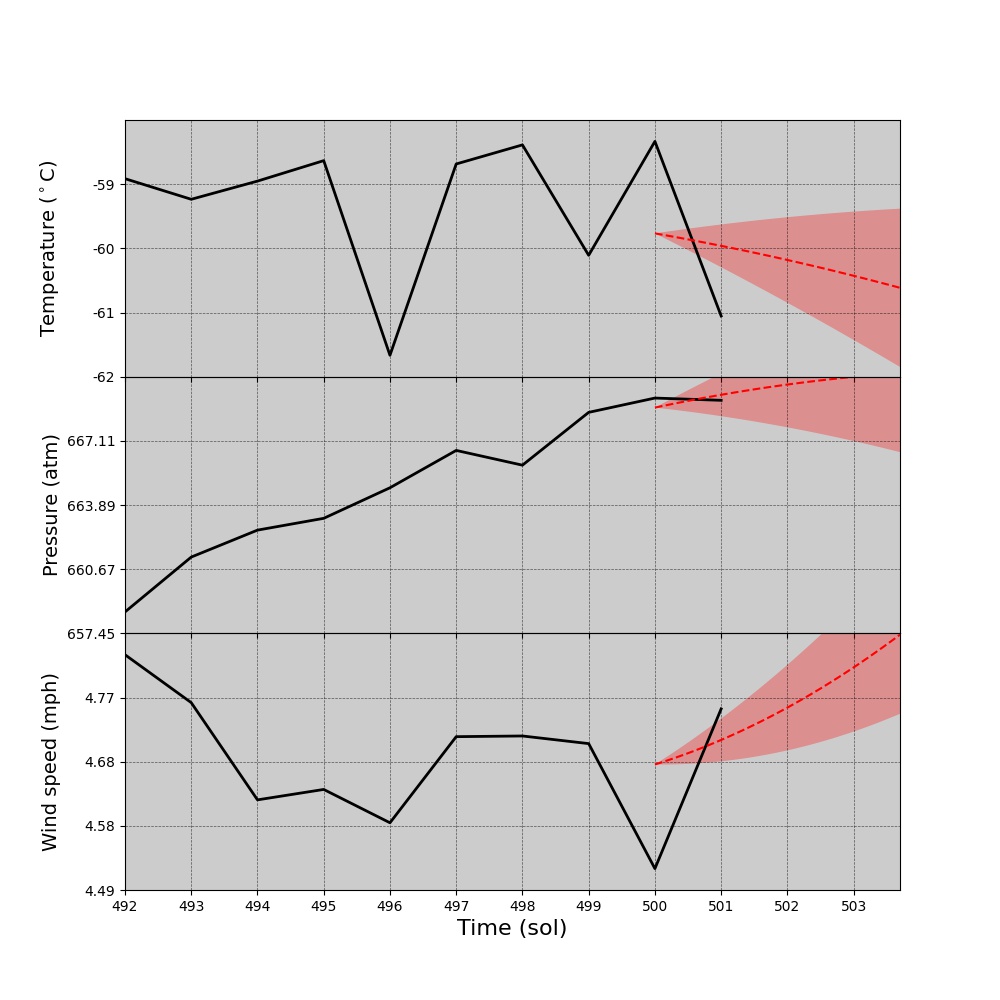 Temperature (°C)
-59
-60
-61
-62
Pressure (atm)
667.11
663.89
660.67
657.45
Wind speed (mph)
4.77
4.68
4.58
4.49
492 493 494 495 496 497 498 499 500 501 502 503
Time (sol)